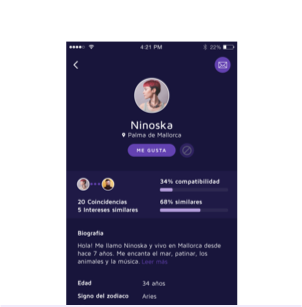 4:21 PM
22%
Ninoska
Palma de Mallorca
ME GUSTA
34% compatibilidad
20 Coincidencias
68% similares
5 Intereses similares
Biografía
Hola! Me llamo Ninoska y vivo en Mallorca desde
hace 7 años. Me encanta el mar, patinar, los
animales y la música. Leer más
Edad
34 años
Signo del zodiaco
Aries